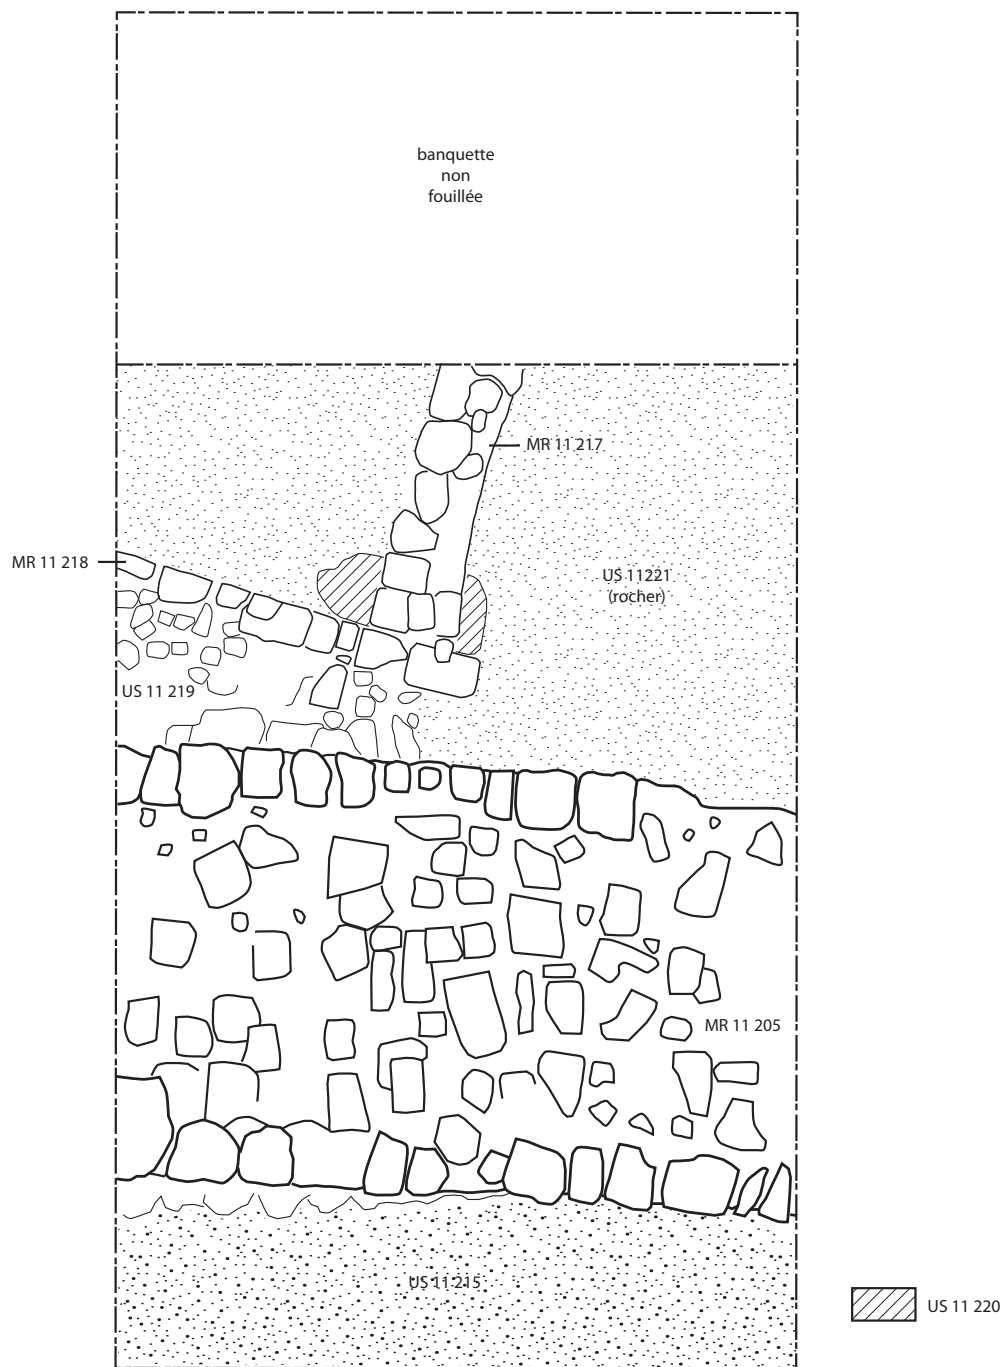 banquette
non
fouillée
MR 11 217
MR 11 218
US 11221
(rocher)
US 11 219
MR 11 205
US 11 215
US 11 220